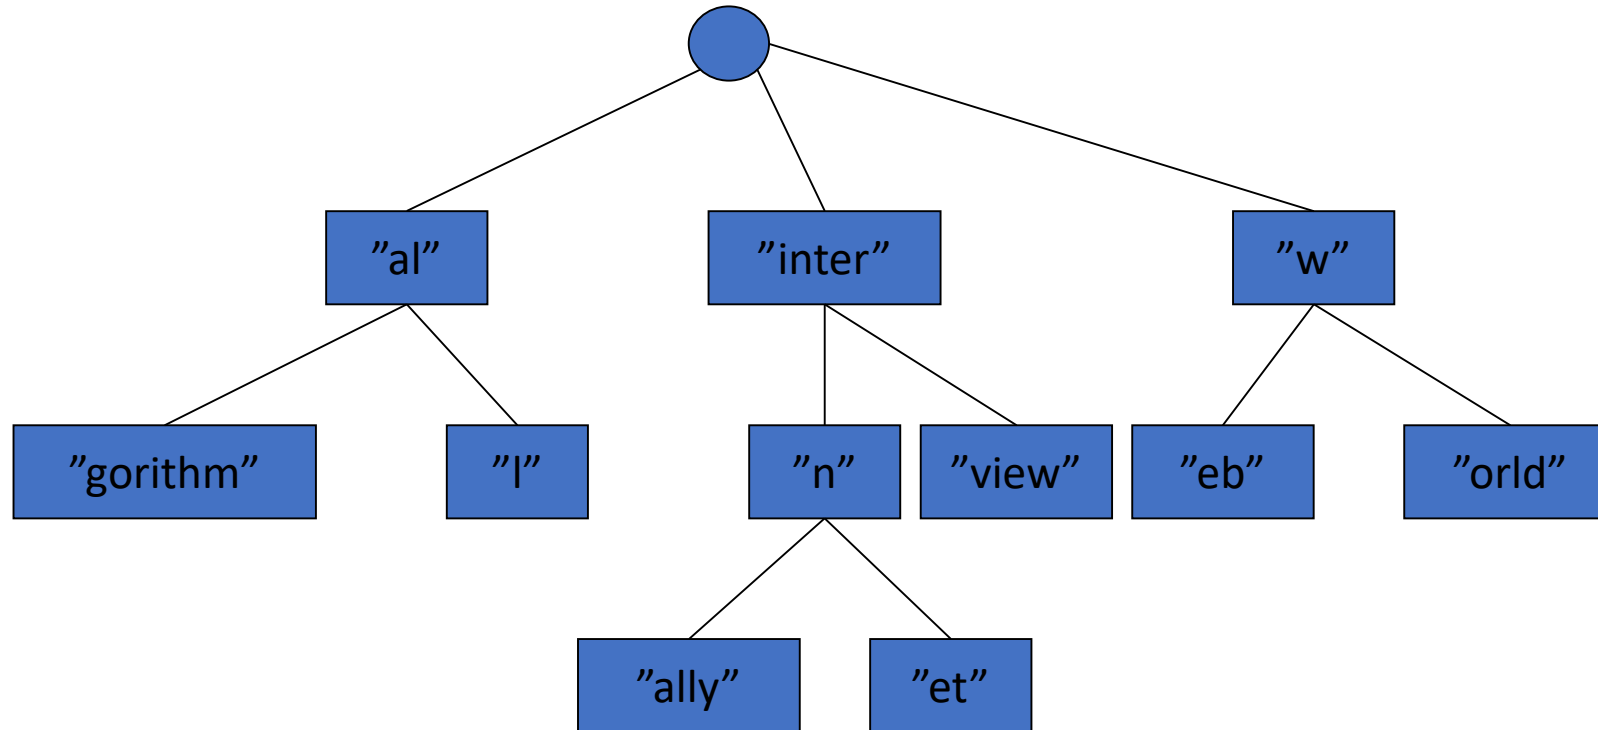 ”al”
”inter”
”w”
”gorithm”
”l”
”n”
”view”
”eb”
”orld”
”ally”
”et”